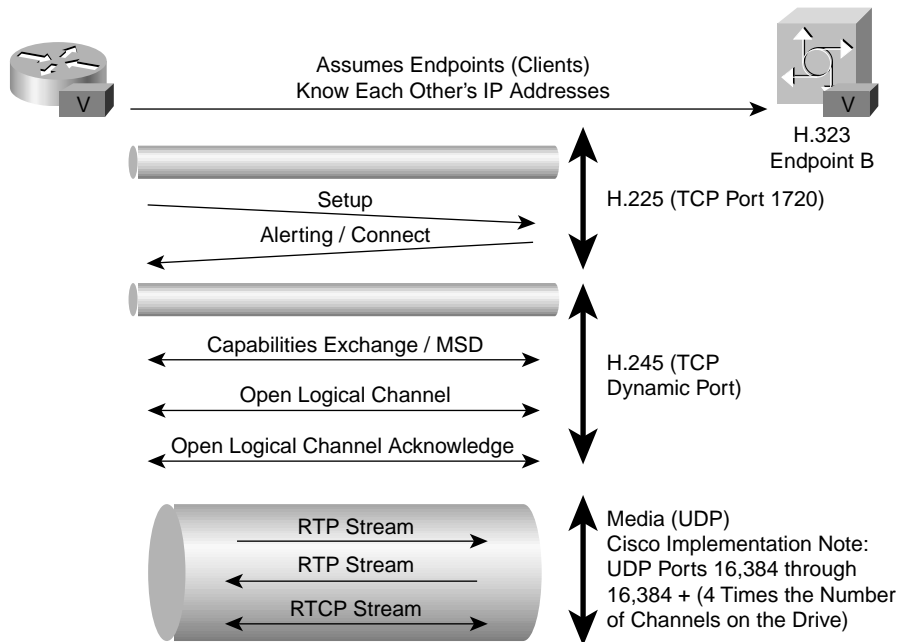 Assumes Endpoints (Clients)
Know Each Other's IP Addresses
V
V
H.323
Endpoint B
Setup
H.225 (TCP Port 1720)
Alerting / Connect
Capabilities Exchange / MSD
H.245 (TCP
Dynamic Port)
Open Logical Channel
Open Logical Channel Acknowledge
RTP Stream
RTP Stream
RTCP Stream
Media (UDP)
Cisco Implementation Note:
UDP Ports 16,384 through
16,384 + (4 Times the Number
of Channels on the Drive)